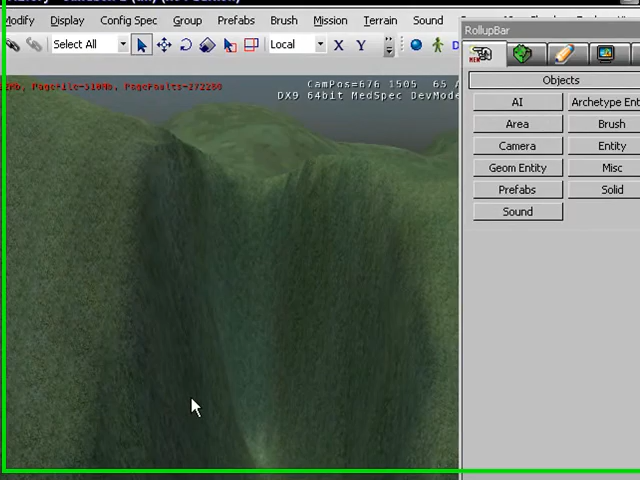 Modify Display Config Spec Group Prefabs Brush Mission Terrain Sound
Select All Local X Y
RollupBar
CamPos=676 1505 65
DX9 64bit MedSpec DevMode
Objects
AI Archetype Ent
Area Brush
Camera Entity
Geom Entity Misc
Prefabs Solid
Sound